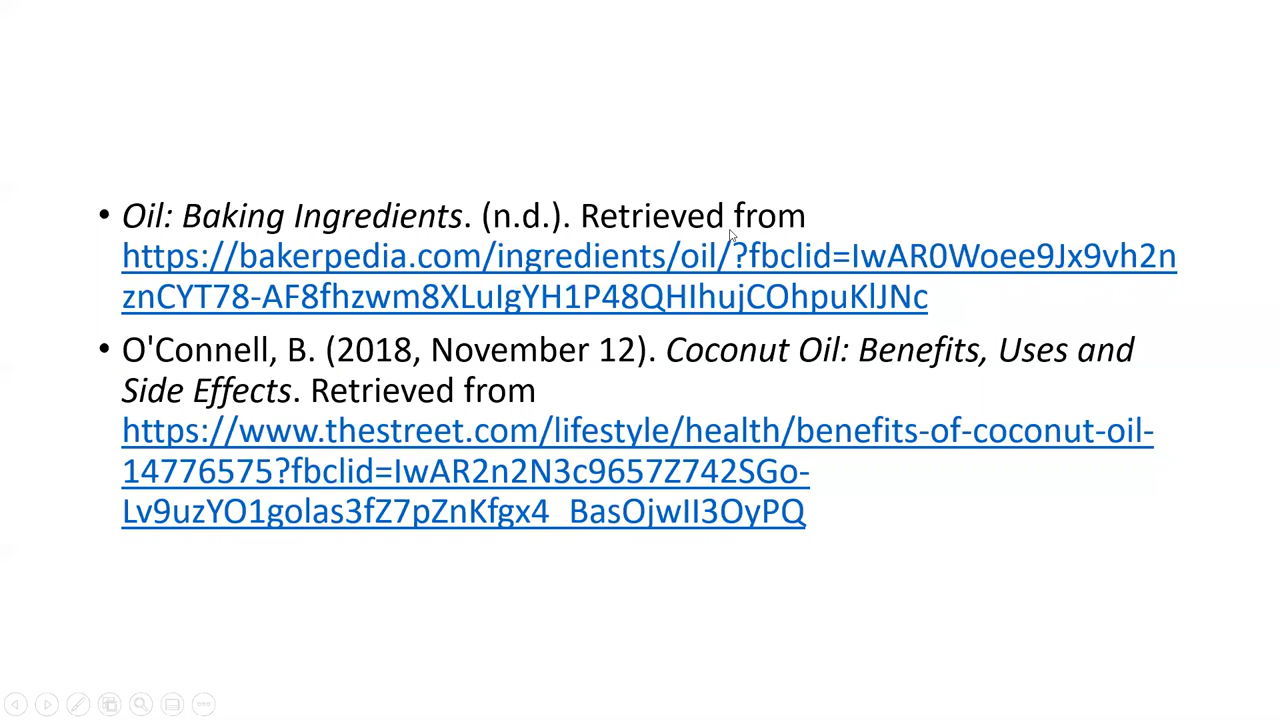 • Oil: Baking Ingredients. (n.d.). Retrieved from
https://bakerpedia.com/ingredients/oil/?fbclid=IwAR0Woee9Jx9vh2n
znCYT78-AF8fhzwm8XLuIgYH1P48QHIhujCOhpuKlJNc
• O'Connell, B. (2018, November 12). Coconut Oil: Benefits, Uses and
Side Effects. Retrieved from
https://www.thestreet.com/lifestyle/health/benefits-of-coconut-oil-
14776575?fbclid=IwAR2n2N3c9657Z742SGo-
Lv9uzYO1golas3fZ7pZnKfgx4_BasOjwII3OyPQ